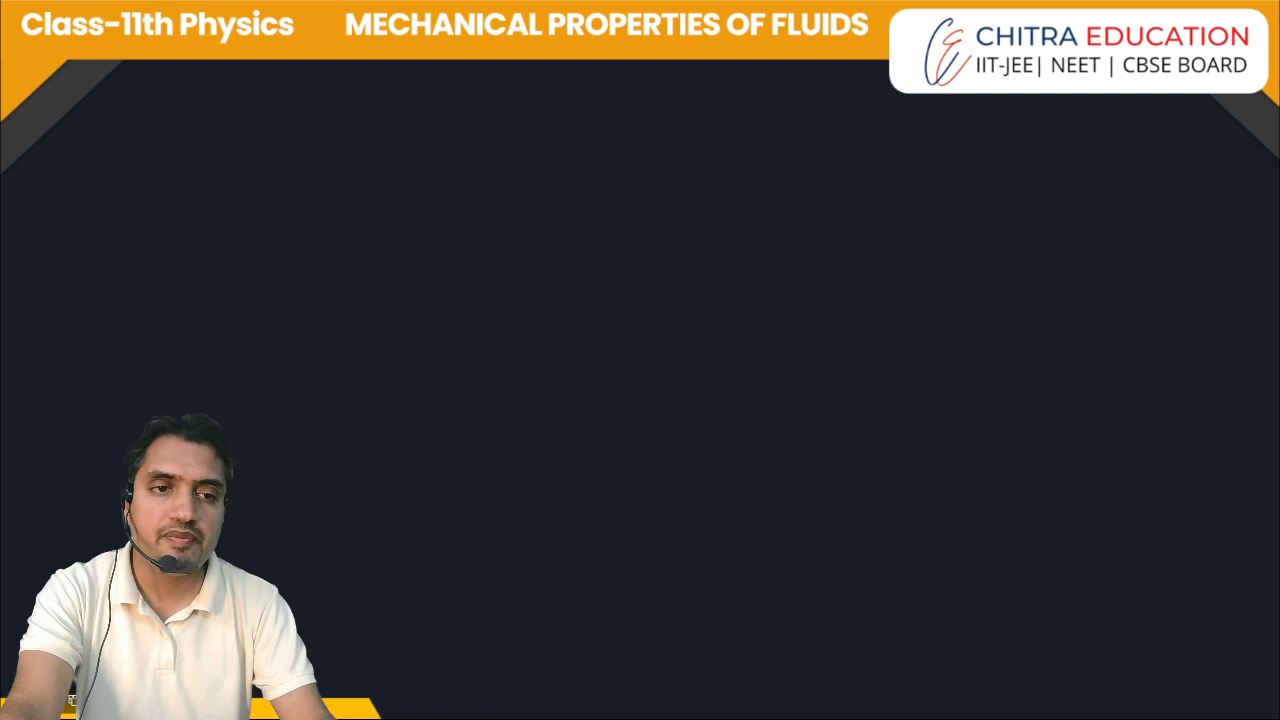 Class-11th Physics
MECHANICAL PROPERTIES OF FLUIDS
CHITRA EDUCATION
IIT-JEE| NEET | CBSE BOARD